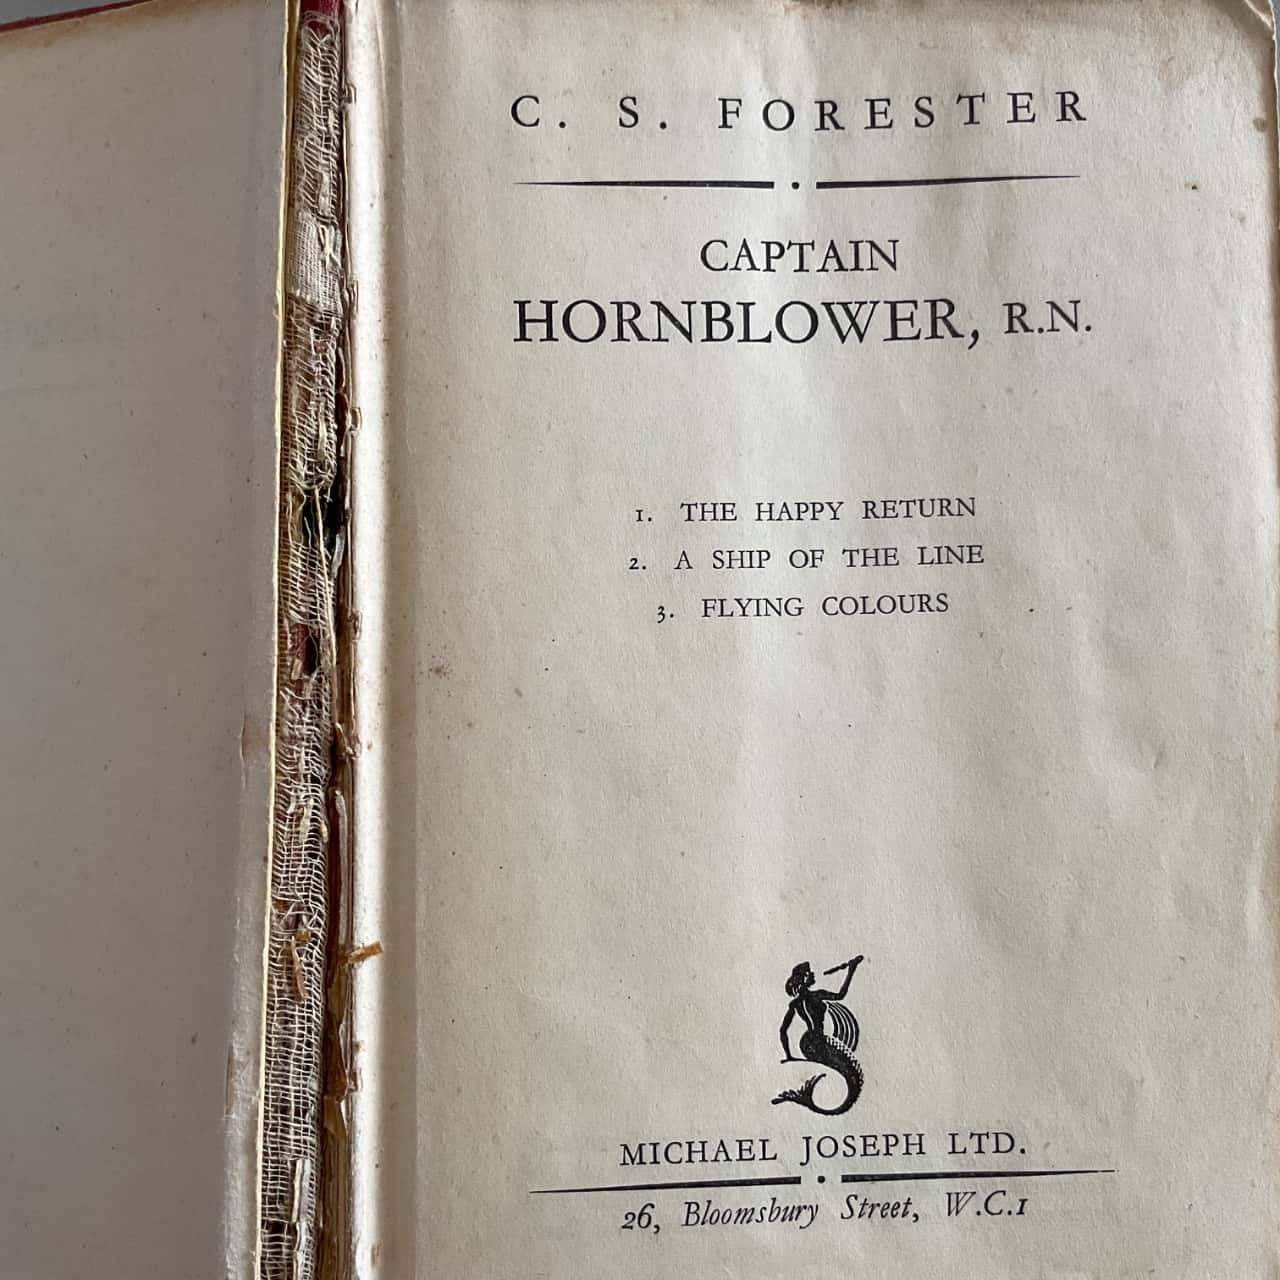 C. S. FORESTER
CAPTAIN
HORNBLOWER, R.N.
1. THE HAPPY RETURN
2. A SHIP OF THE LINE
3. FLYING COLOURS
MICHAEL JOSEPH LTD.
26, Bloomsbury Street, W.C.1